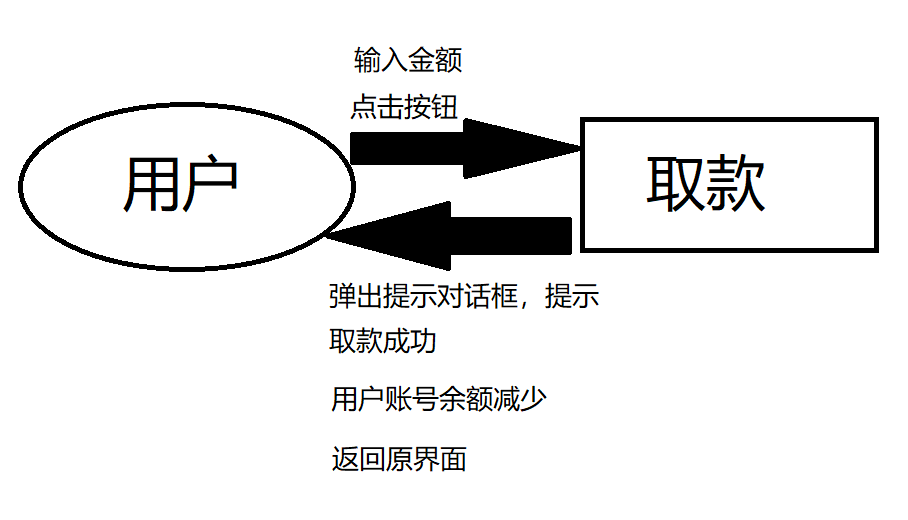 输入金额
点击按钮
用户
取款
弹出提示对话框，提示
取款成功
用户账号余额减少
返回原界面